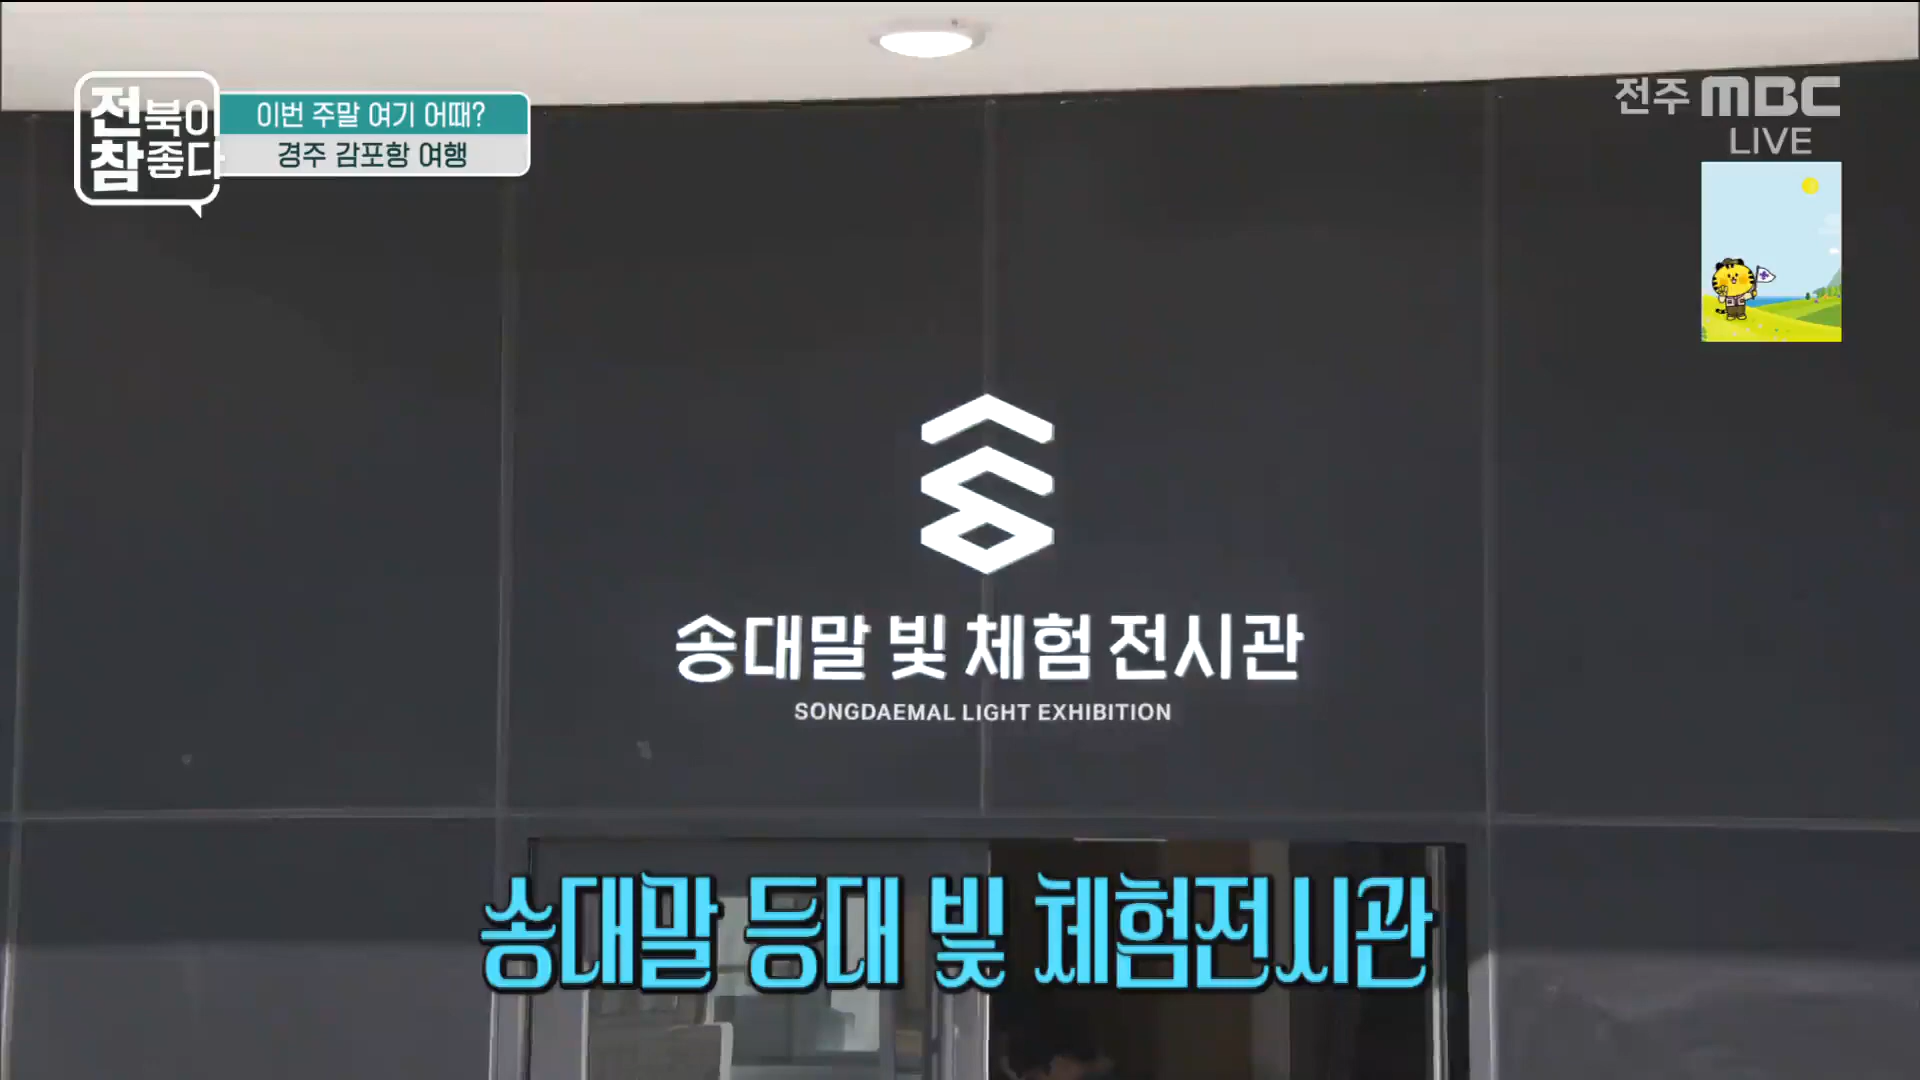 전북이
참좋다
이번 주말 여기 어때?
경주 감포항 여행
전주 MBC
LIVE
송대말 빛 체험 전시관
SONGDAEMAL LIGHT EXHIBITION
송대말 등대 빛 체험전시관